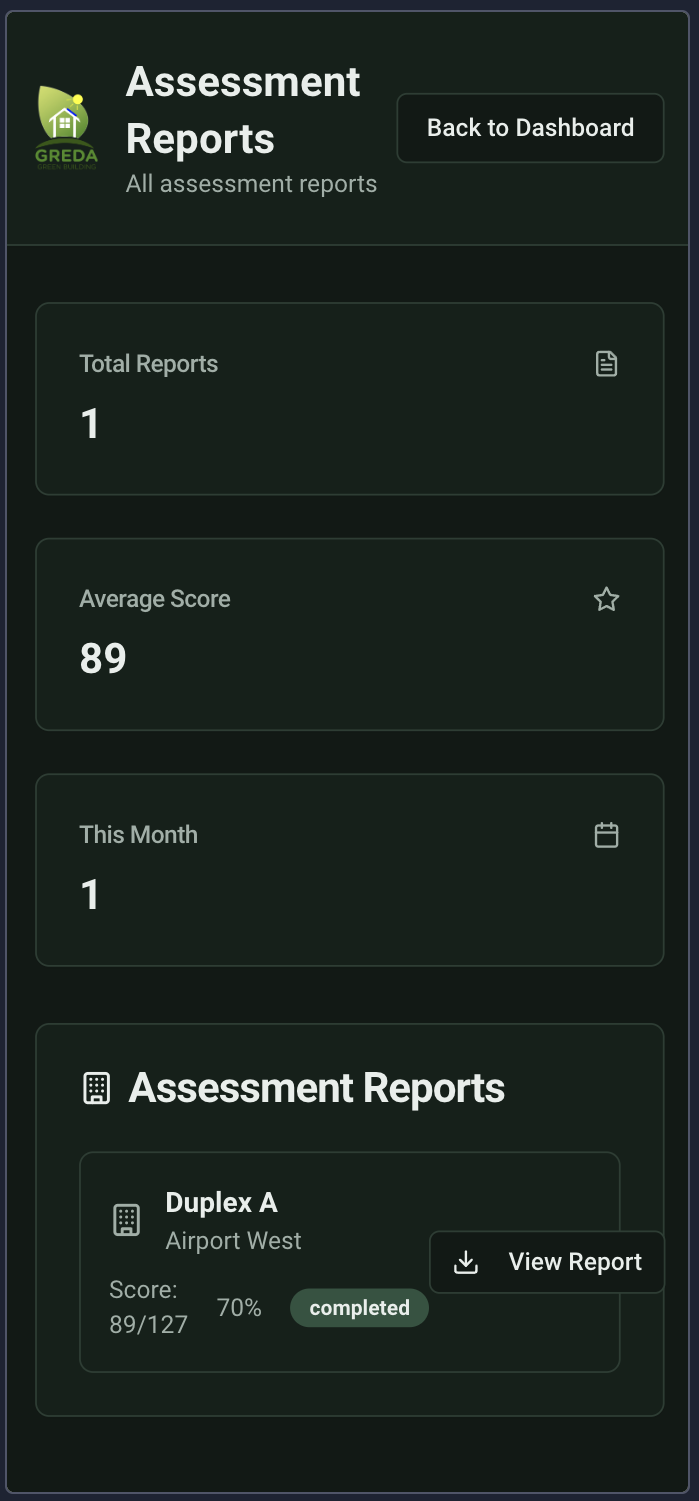 Assessment
Reports
All assessment reports
GREDA
GREEN BUILDING
Back to Dashboard
Total Reports
1
Average Score
89
This Month
1
Assessment Reports
Duplex A
Airport West
View Report
Score:
89/127
70%
completed